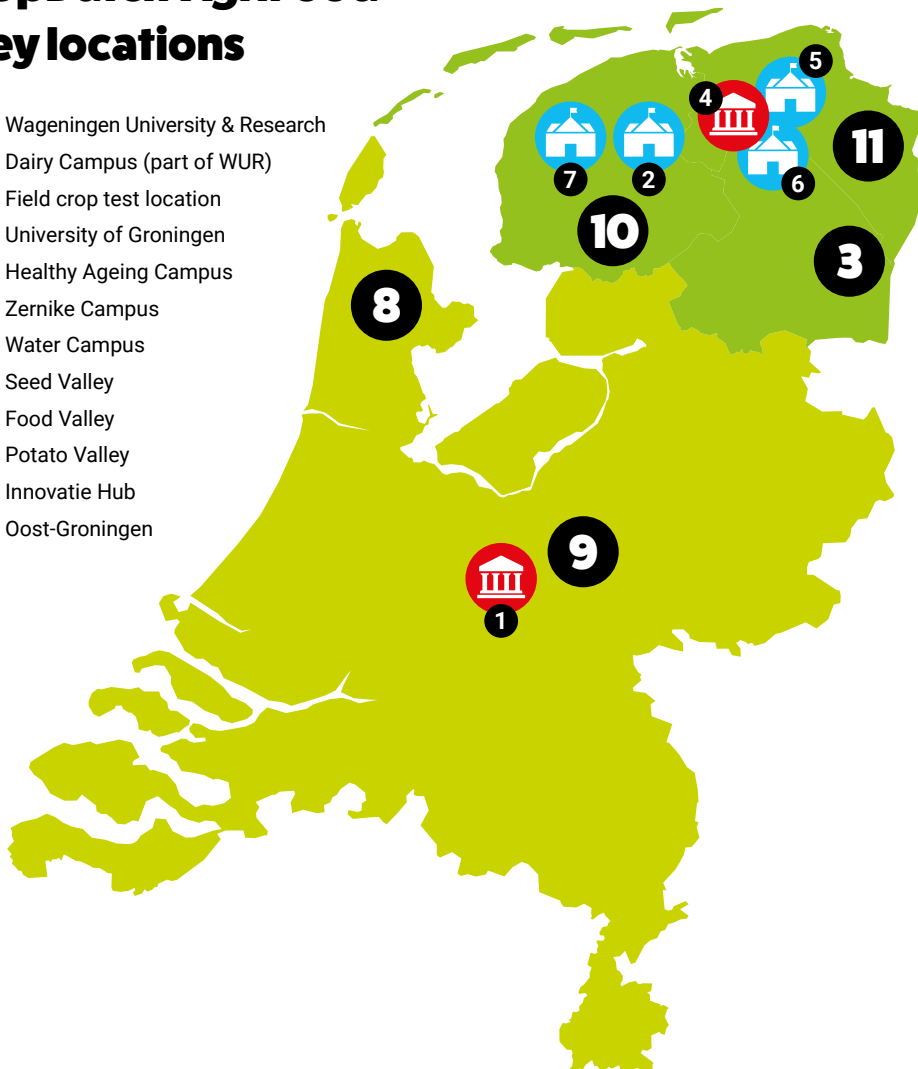 ey locations
Wageningen University & Research
Dairy Campus (part of WUR)
Field crop test location
University of Groningen
Healthy Ageing Campus
Zernike Campus
Water Campus
Seed Valley
Food Valley
Potato Valley
Innovatie Hub
Oost-Groningen
5
4
11
7
2
6
10
3
8
9
1